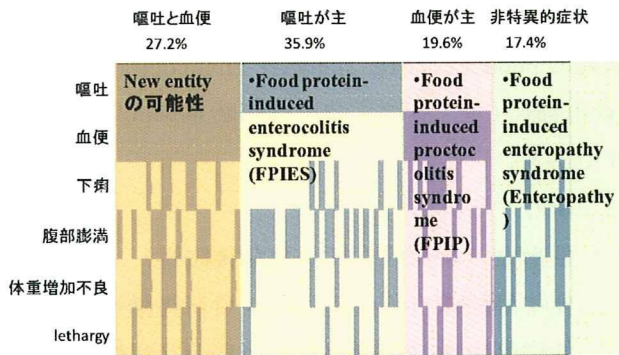 嘔吐と血便
嘔吐が主
血便が主
非特異的症状
27.2%
35.9%
19.6%
17.4%
嘔吐
血便
下痢
腹部膨満
体重増加不良
lethargy
New entity
の可能性
•Food protein-
induced
enterocolitis
syndrome
(FPIES)
•Food
protein-
induced
proctoc
olitis
syndro
me
(FPIP)
•Food
protein-
induced
enteropathy
syndrome
(Enteropathy
)